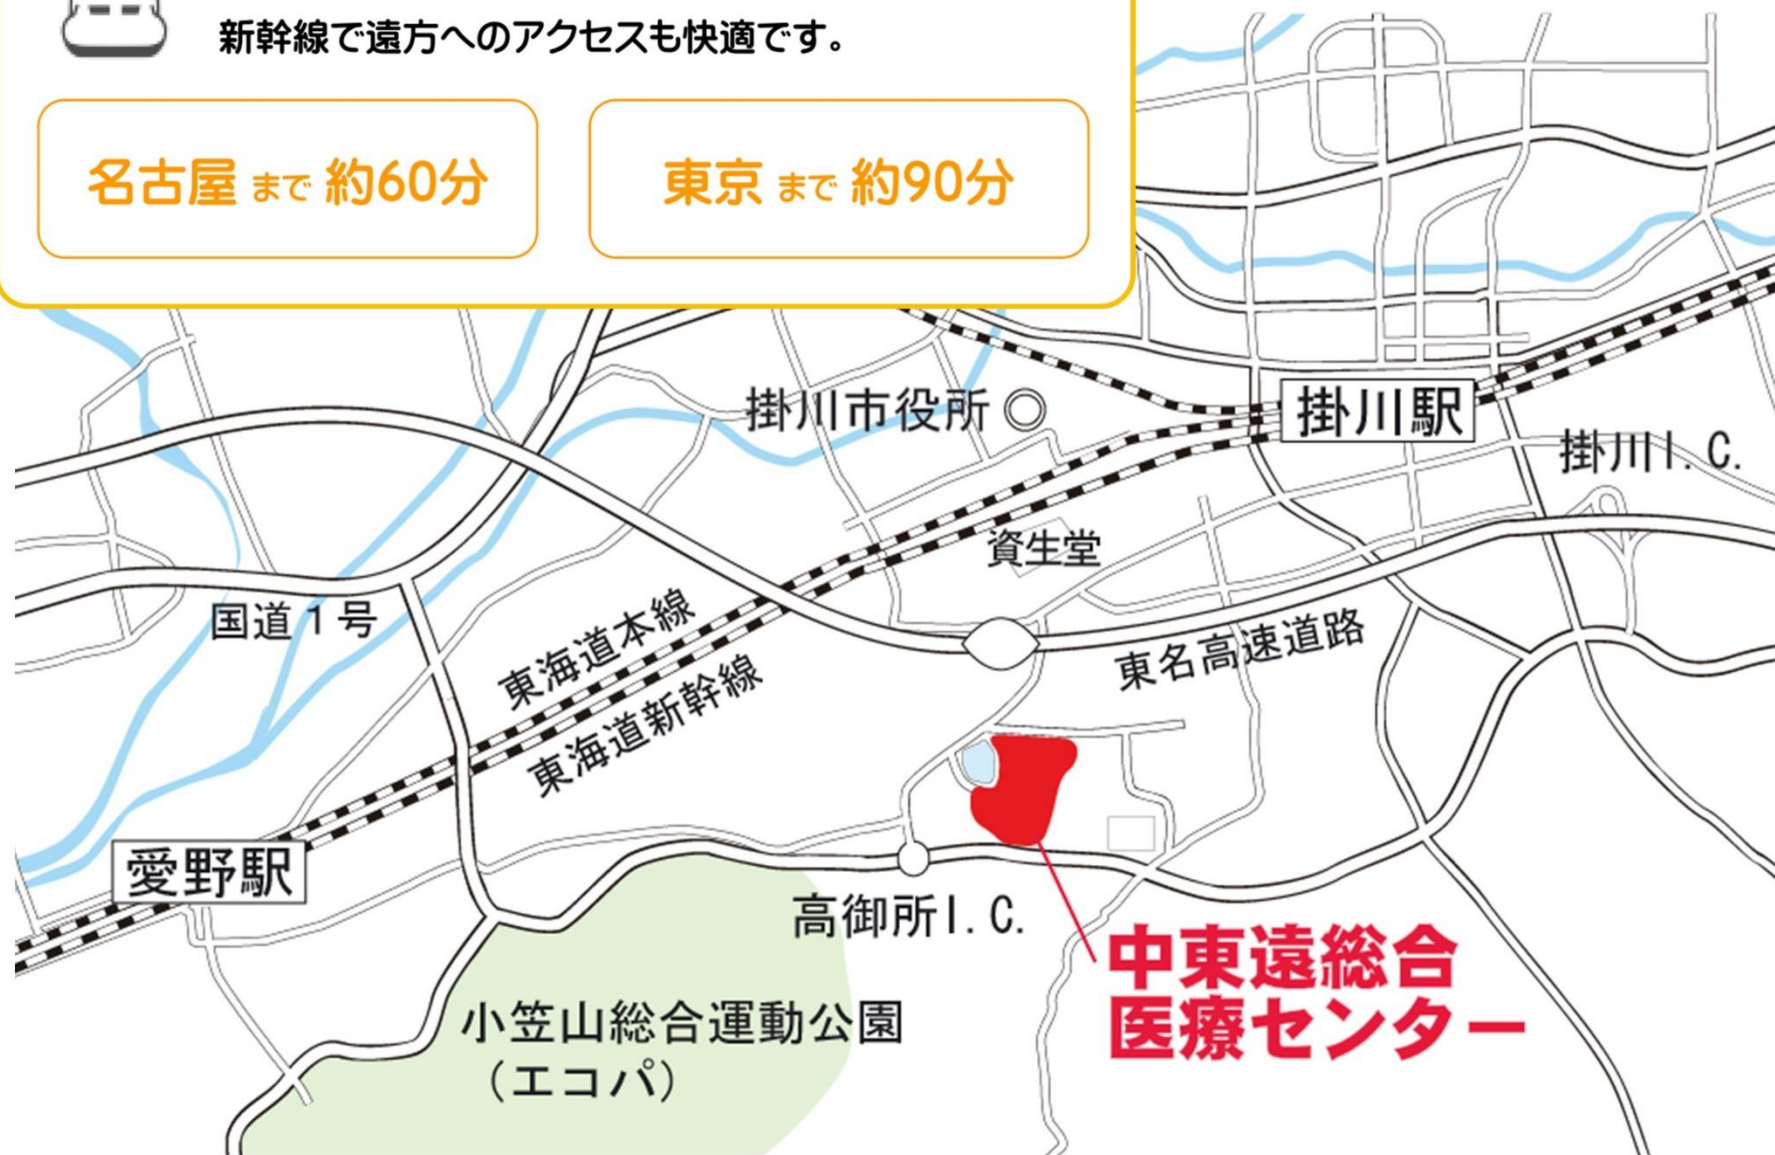 新幹線で遠方へのアクセスも快適です。
名古屋 まで 約60分
東京 まで 約90分
掛川市役所
掛川駅
掛川I.C.
資生堂
国道1号
東海道本線
東海道新幹線
東名高速道路
愛野駅
高御所I.C.
中東遠総合
医療センター
小笠山総合運動公園
（エコパ）